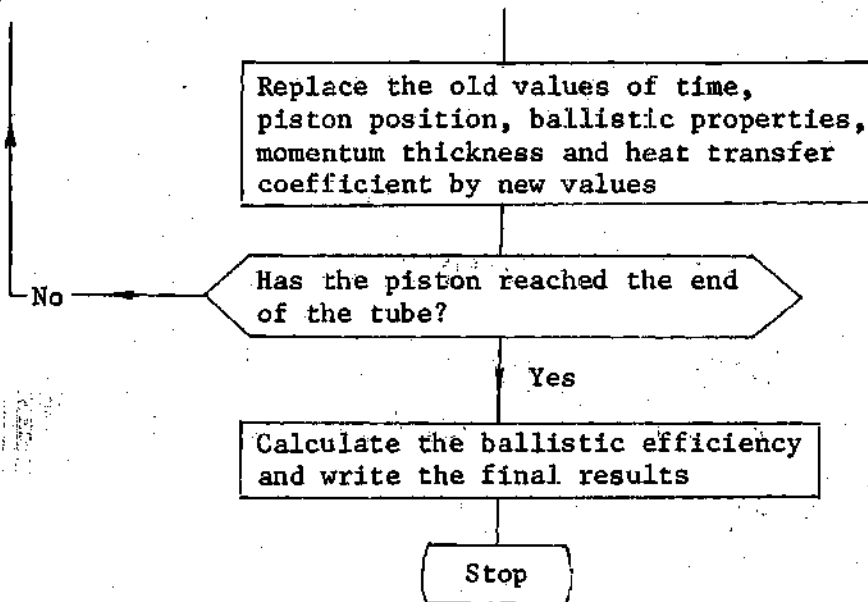 Replace the old values of time,
piston position, ballistic properties,
momentum thickness and heat transfer
coefficient by new values
Has the piston reached the end
of the tube?
No
Yes
Calculate the ballistic efficiency
and write the final results
Stop